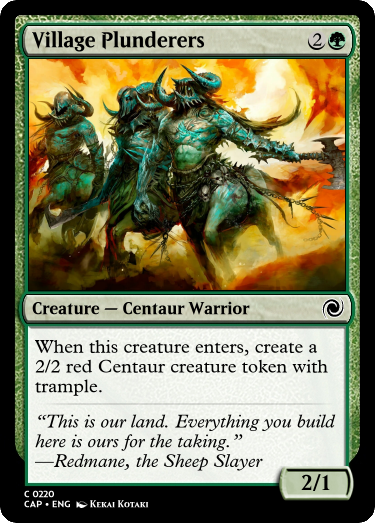 Village Plunderers 2
Creature — Centaur Warrior
When this creature enters, create a
2/2 red Centaur creature token with
trample.
“This is our land. Everything you build
here is ours for the taking.”
—Redmane, the Sheep Slayer
2/1
C 0220
CAP • ENG Kekai Kotaki